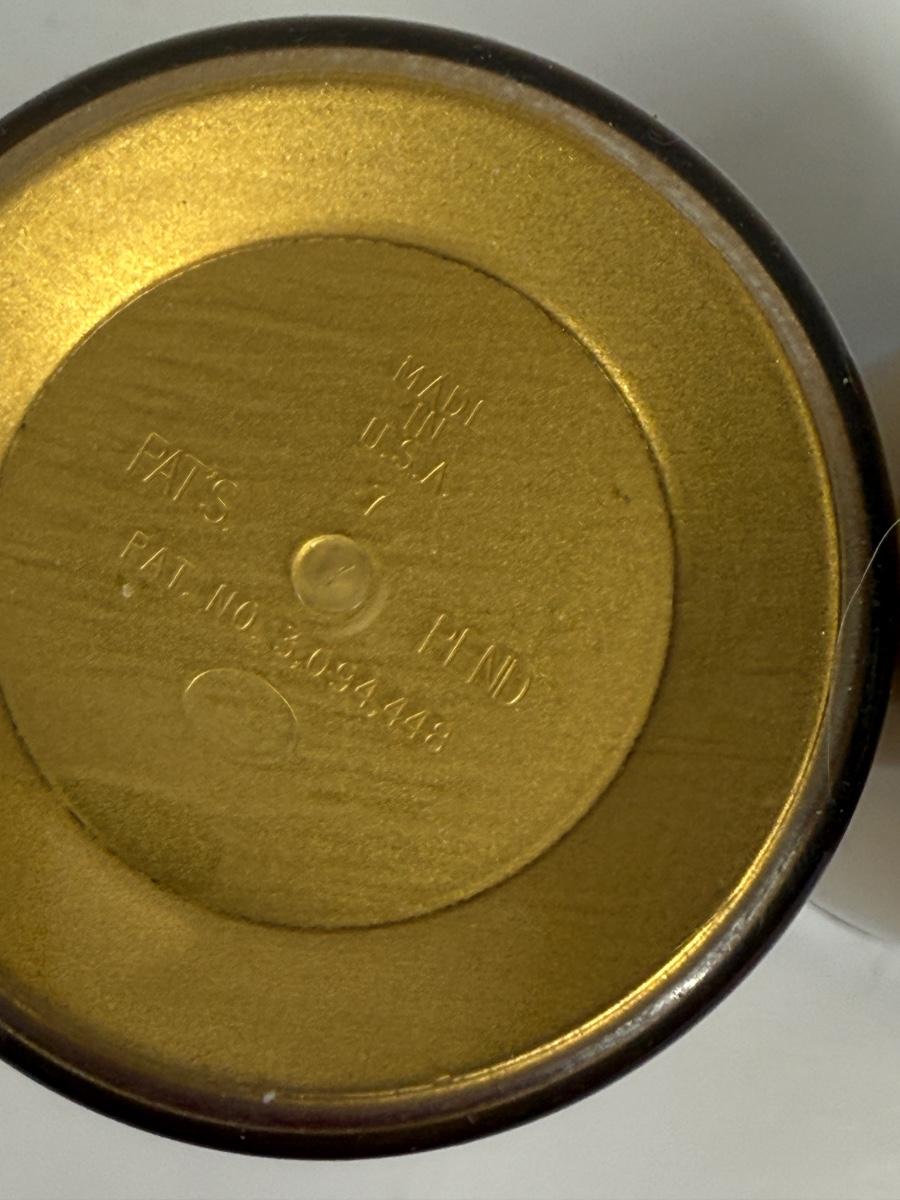 MADE
IN
U.S.A.
7
PAT'S. PEND
PAT. NO. 3,094,448